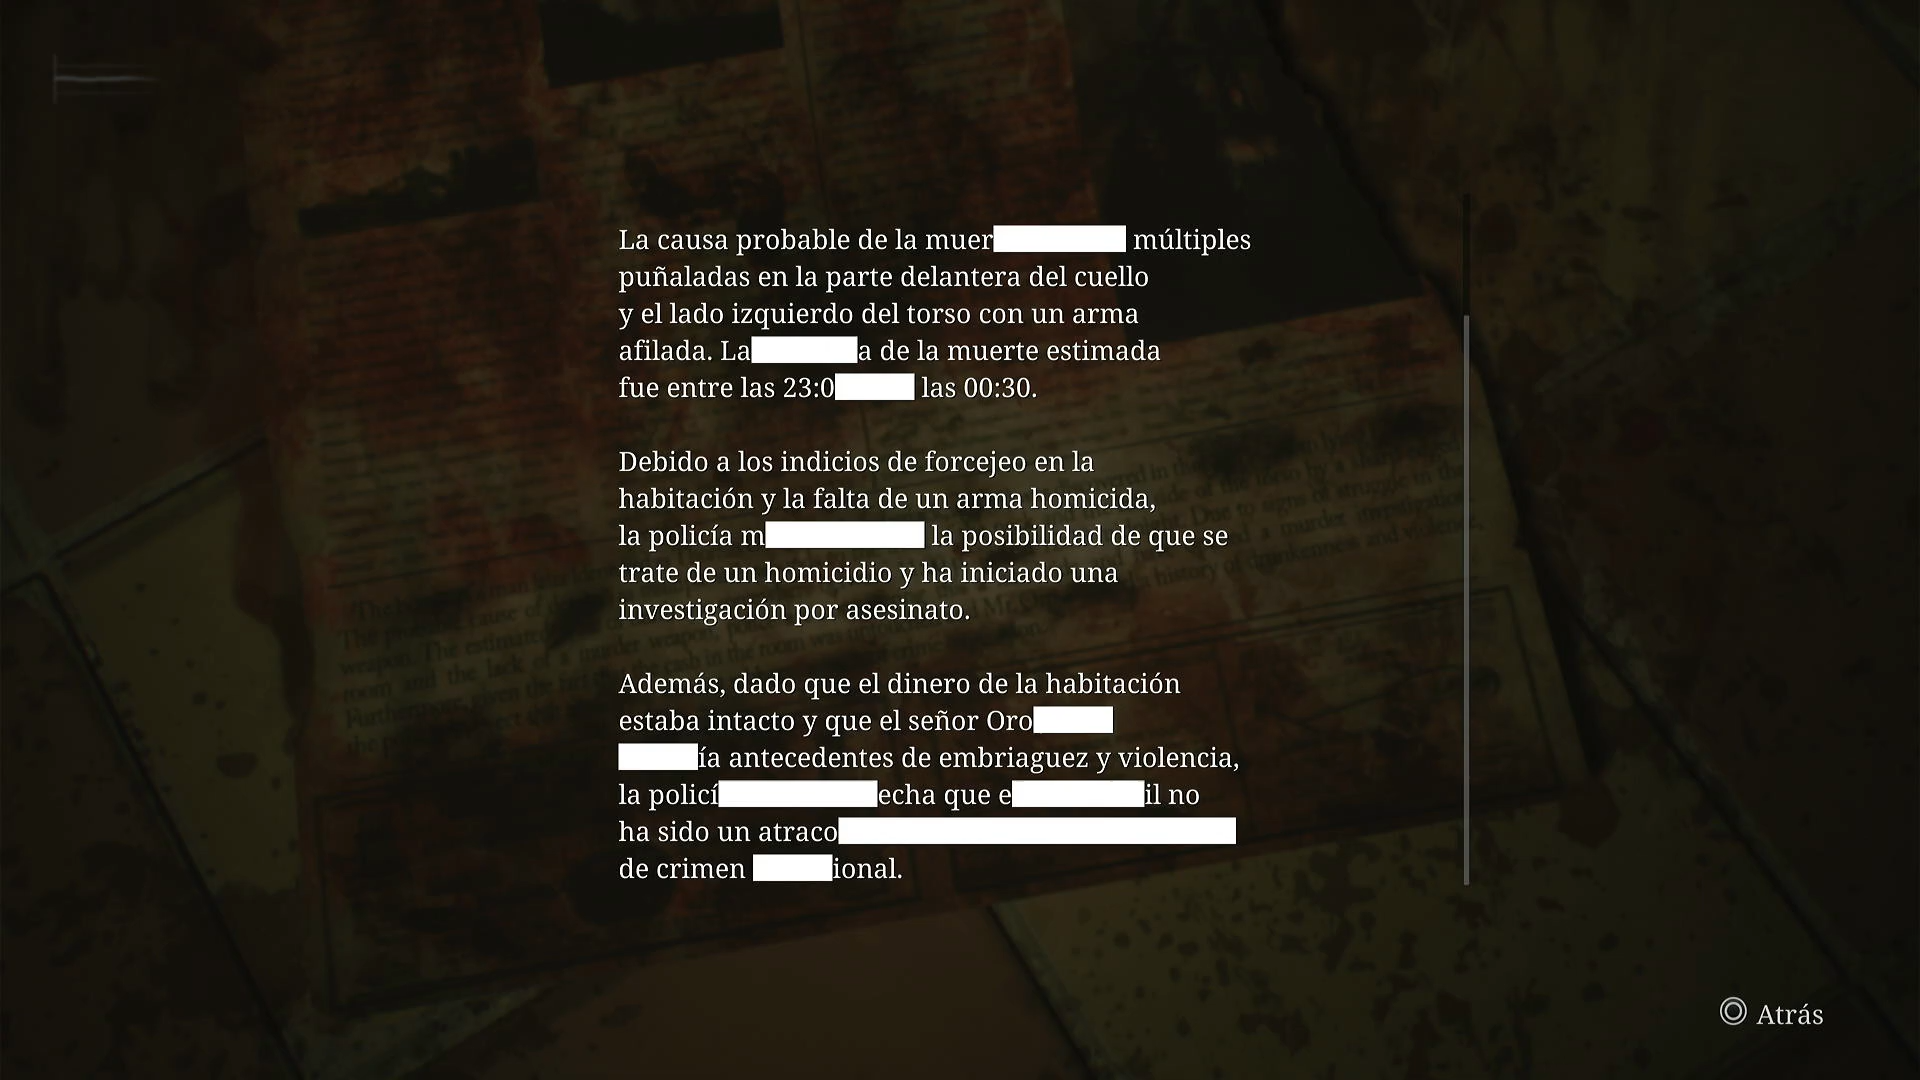 La causa probable de la muer múltiples
puñaladas en la parte delantera del cuello
y el lado izquierdo del torso con un arma
afilada. La a de la muerte estimada
fue entre las 23:0 las 00:30.
Debido a los indicios de forcejeo en la
habitación y la falta de un arma homicida,
la policía m la posibilidad de que se
trate de un homicidio y ha iniciado una
investigación por asesinato.
Además, dado que el dinero de la habitación
estaba intacto y que el señor Oro
ía antecedentes de embriaguez y violencia,
la policí echa que e il no
ha sido un atraco
de crimen ional.
Atrás